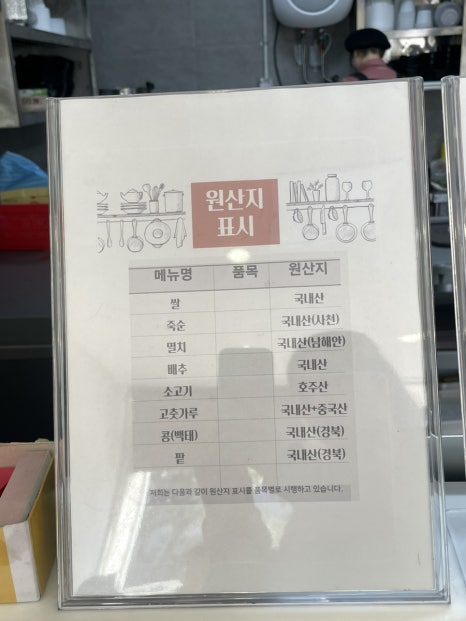 원산지
표시
메뉴명 품목 원산지
쌀 국내산
죽순 국내산(사천)
멸치 국내산(남해안)
배추 국내산
소고기 호주산
고춧가루 국내산+중국산
콩(백태) 국내산(경북)
팥 국내산(경북)
저희는 다음과 같이 원산지 표시를 품목별로 시행하고 있습니다.